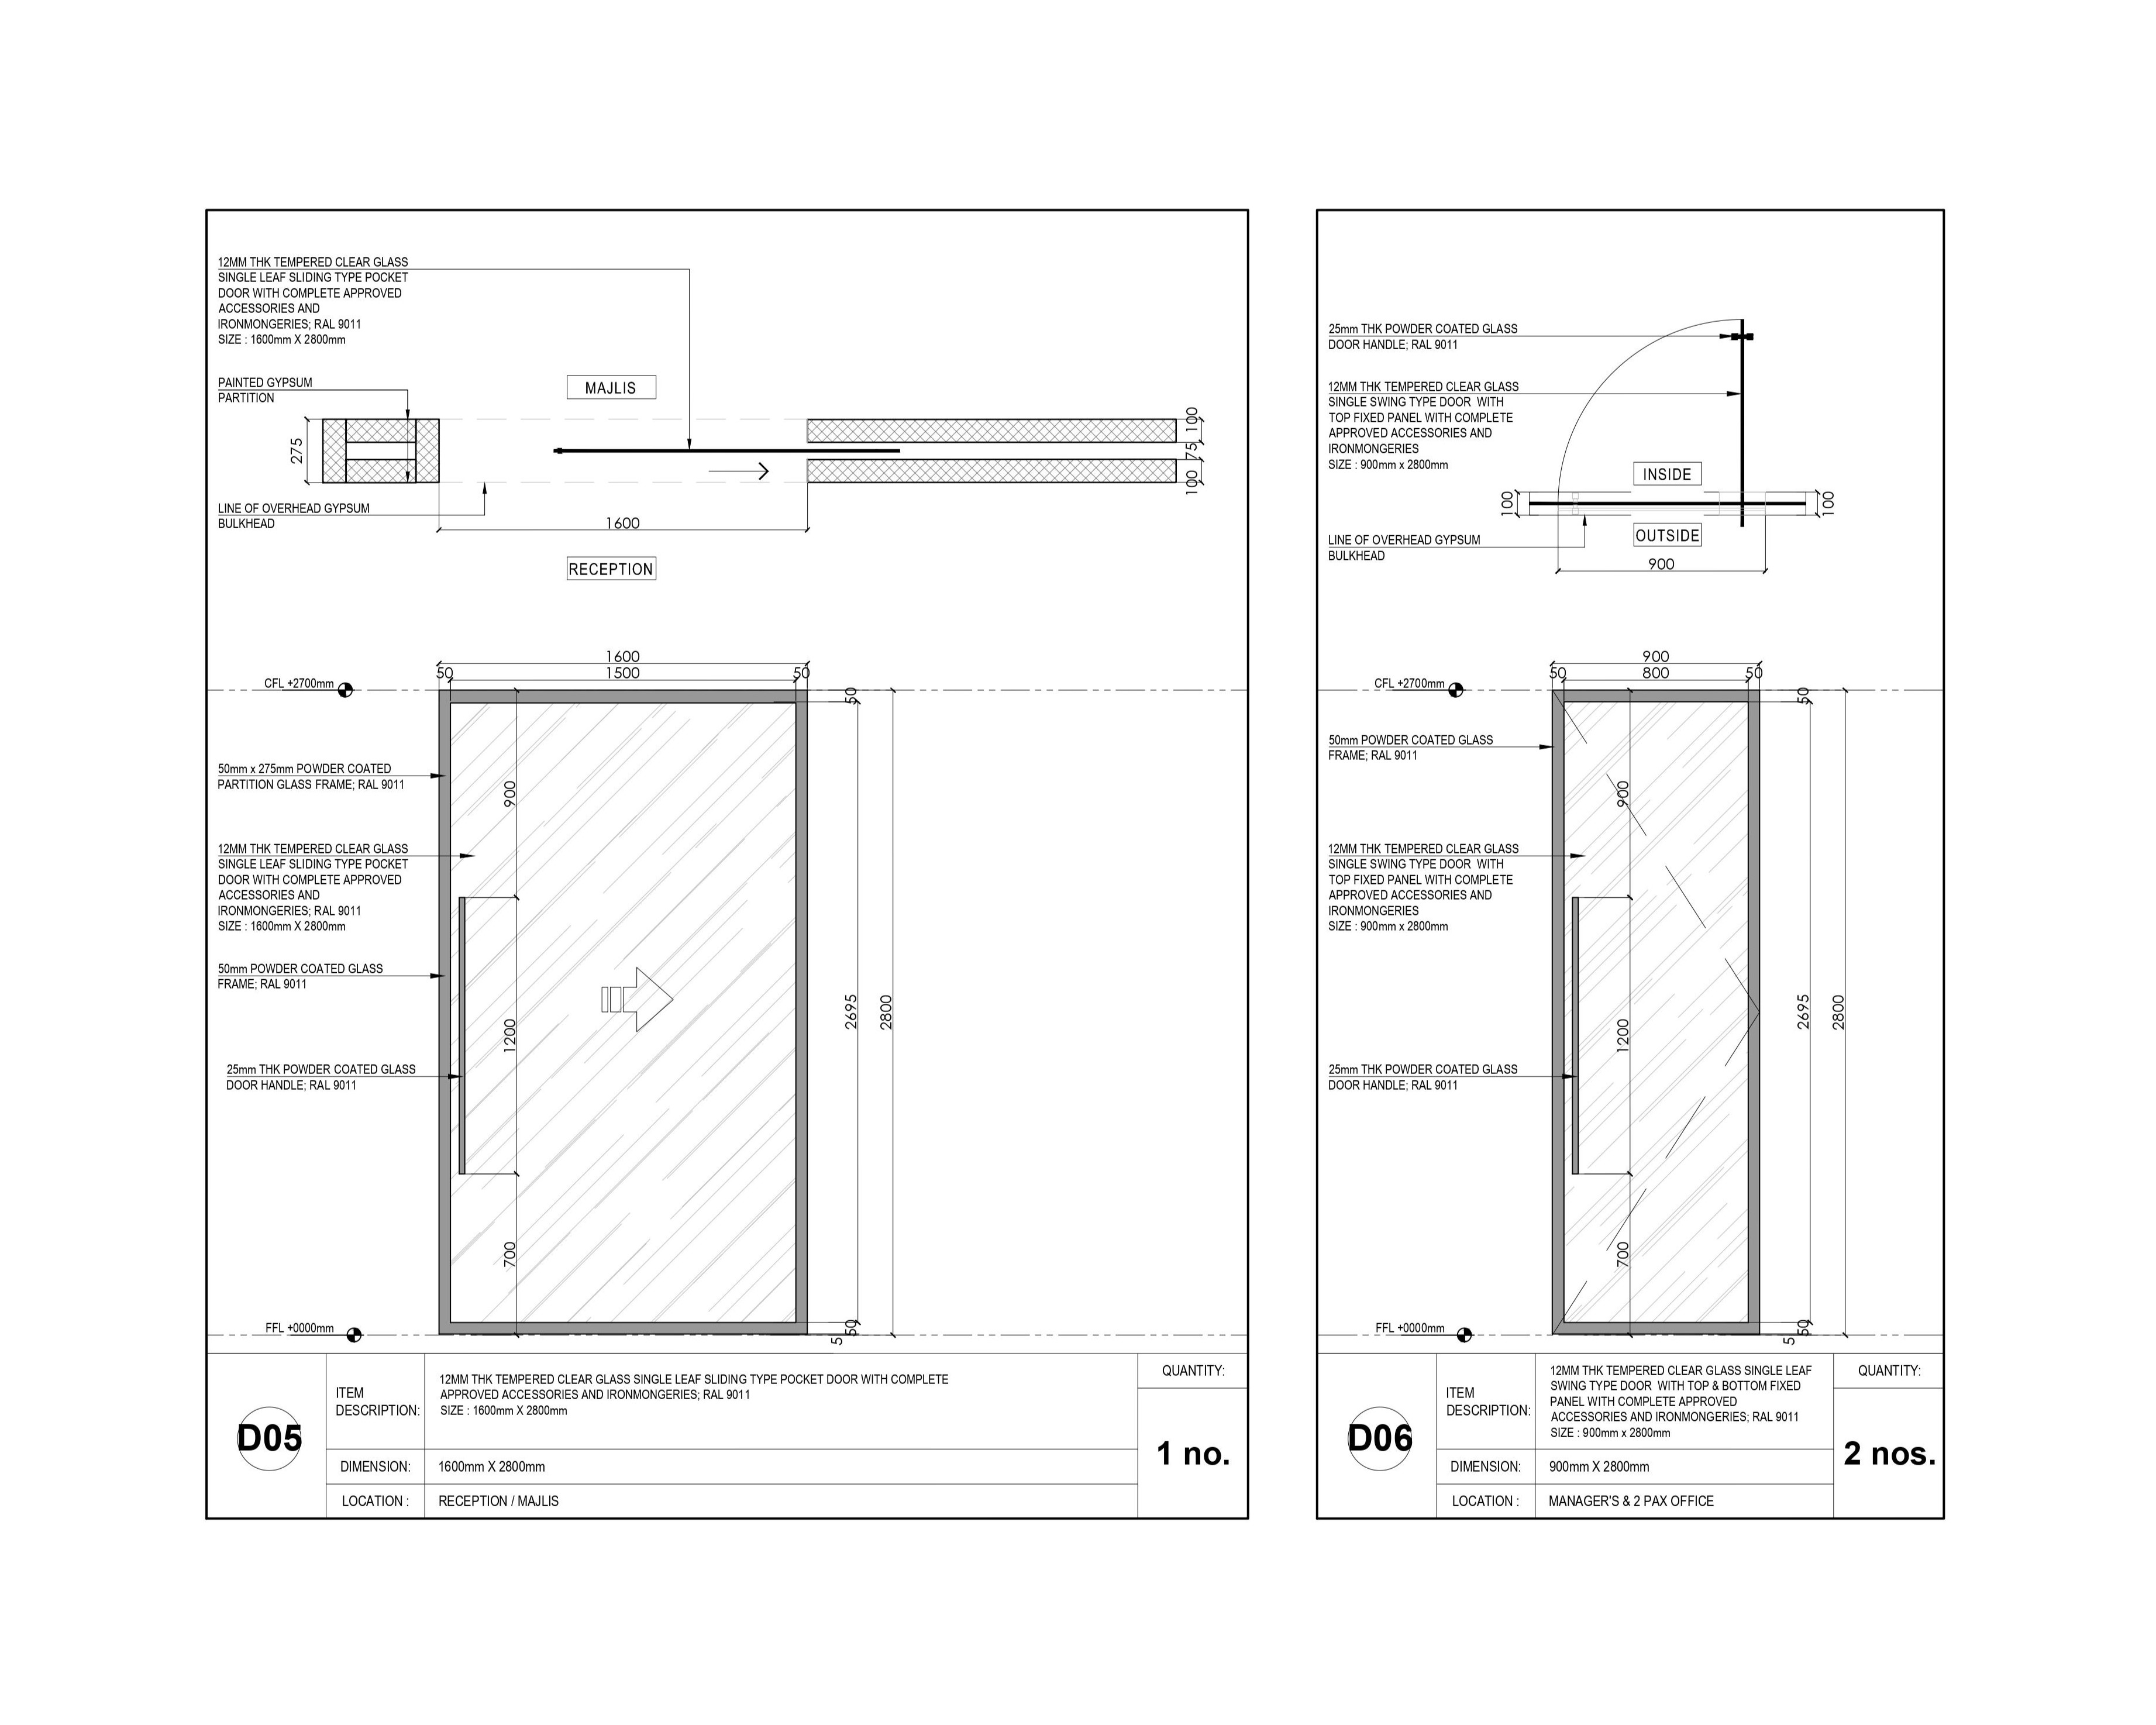 12MM THK TEMPERED CLEAR GLASS
SINGLE LEAF SLIDING TYPE POCKET
DOOR WITH COMPLETE APPROVED
ACCESSORIES AND
IRONMONGERIES; RAL 9011
SIZE : 1600mm X 2800mm
PAINTED GYPSUM
PARTITION
MAJLIS
275
100
75
100
LINE OF OVERHEAD GYPSUM
BULKHEAD
1600
RECEPTION
1600
50
1500
50
CFL +2700mm
50
50mm x 275mm POWDER COATED
PARTITION GLASS FRAME; RAL 9011
900
12MM THK TEMPERED CLEAR GLASS
SINGLE LEAF SLIDING TYPE POCKET
DOOR WITH COMPLETE APPROVED
ACCESSORIES AND
IRONMONGERIES; RAL 9011
SIZE : 1600mm X 2800mm
50mm POWDER COATED GLASS
FRAME; RAL 9011
1200
2695
2800
25mm THK POWDER COATED GLASS
DOOR HANDLE; RAL 9011
700
FFL +0000mm
50
5
D05
ITEM
DESCRIPTION:
12MM THK TEMPERED CLEAR GLASS SINGLE LEAF SLIDING TYPE POCKET DOOR WITH COMPLETE
APPROVED ACCESSORIES AND IRONMONGERIES; RAL 9011
SIZE : 1600mm X 2800mm
DIMENSION:
1600mm X 2800mm
LOCATION :
RECEPTION / MAJLIS
QUANTITY:
1 no.
25mm THK POWDER COATED GLASS
DOOR HANDLE; RAL 9011
12MM THK TEMPERED CLEAR GLASS
SINGLE SWING TYPE DOOR WITH
TOP FIXED PANEL WITH COMPLETE
APPROVED ACCESSORIES AND
IRONMONGERIES
SIZE : 900mm x 2800mm
INSIDE
100
100
OUTSIDE
LINE OF OVERHEAD GYPSUM
BULKHEAD
900
900
50
800
50
CFL +2700mm
50
50mm POWDER COATED GLASS
FRAME; RAL 9011
900
12MM THK TEMPERED CLEAR GLASS
SINGLE SWING TYPE DOOR WITH
TOP FIXED PANEL WITH COMPLETE
APPROVED ACCESSORIES AND
IRONMONGERIES
SIZE : 900mm x 2800mm
1200
2695
2800
25mm THK POWDER COATED GLASS
DOOR HANDLE; RAL 9011
700
FFL +0000mm
50
5
D06
ITEM
DESCRIPTION:
12MM THK TEMPERED CLEAR GLASS SINGLE LEAF
SWING TYPE DOOR WITH TOP & BOTTOM FIXED
PANEL WITH COMPLETE APPROVED
ACCESSORIES AND IRONMONGERIES; RAL 9011
SIZE : 900mm x 2800mm
DIMENSION:
900mm X 2800mm
LOCATION :
MANAGER'S & 2 PAX OFFICE
QUANTITY:
2 nos.